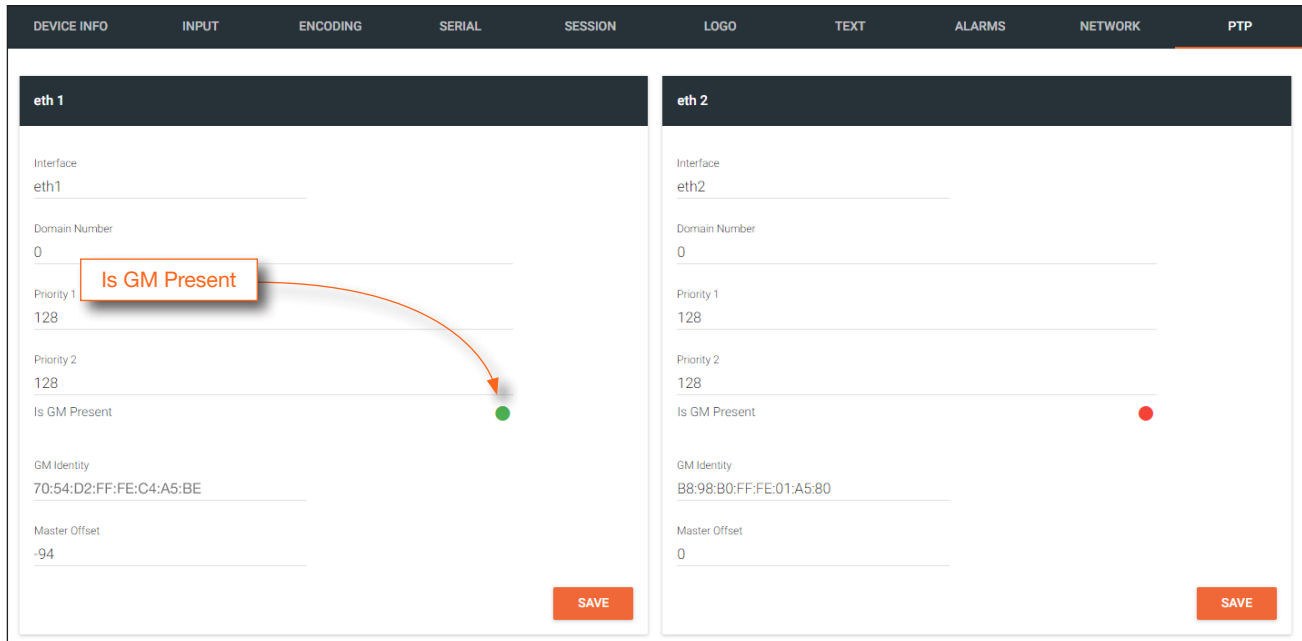 DEVICE INFO INPUT ENCODING SERIAL SESSION LOGO TEXT ALARMS NETWORK PTP
eth 1
Interface
eth1
Domain Number
0
Is GM Present
Priority 1
128
Priority 2
128
Is GM Present
GM Identity
70:54:D2:FF:FE:C4:A5:BE
Master Offset
-94
SAVE
eth 2
Interface
eth2
Domain Number
0
Priority 1
128
Priority 2
128
Is GM Present
GM Identity
B8:98:B0:FF:FE:01:A5:80
Master Offset
0
SAVE